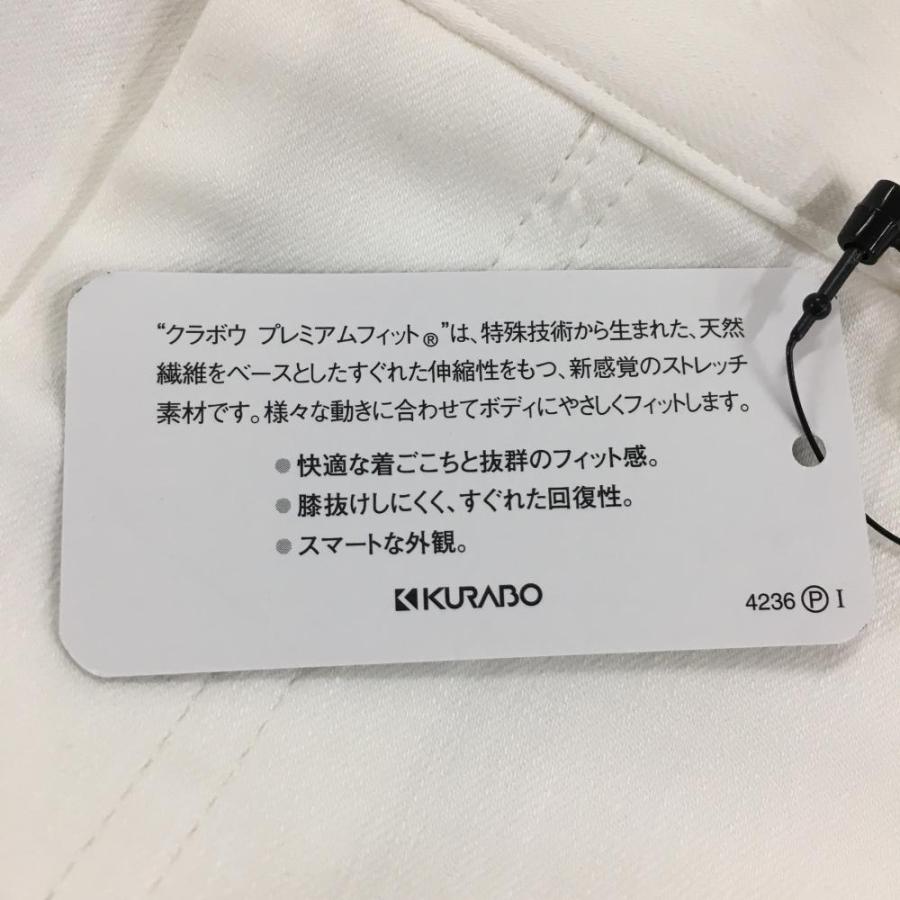 “クラボウ プレミアムフィット®”は、特殊技術から生まれた、天然
繊維をベースとしたすぐれた伸縮性をもつ、新感覚のストレッチ
素材です。様々な動きに合わせてボディにやさしくフィットします。
● 快適な着ごこちと抜群のフィット感。
● 膝抜けしにくく、すぐれた回復性。
● スマートな外観。
KURABO
4236 Ⓟ I